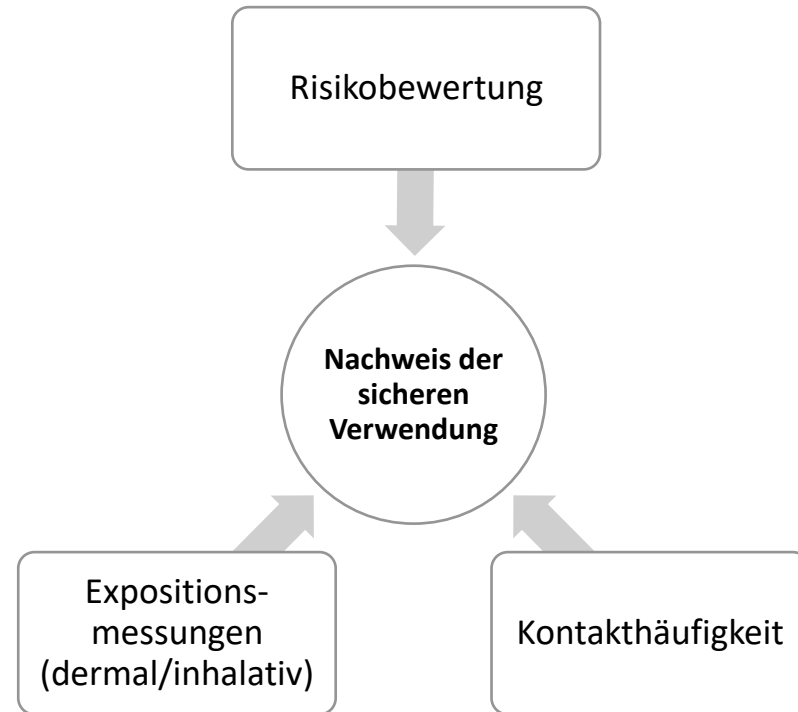 Risikobewertung
Nachweis der
sicheren
Verwendung
Expositions-
messungen
(dermal/inhalativ)
Kontakthäufigkeit